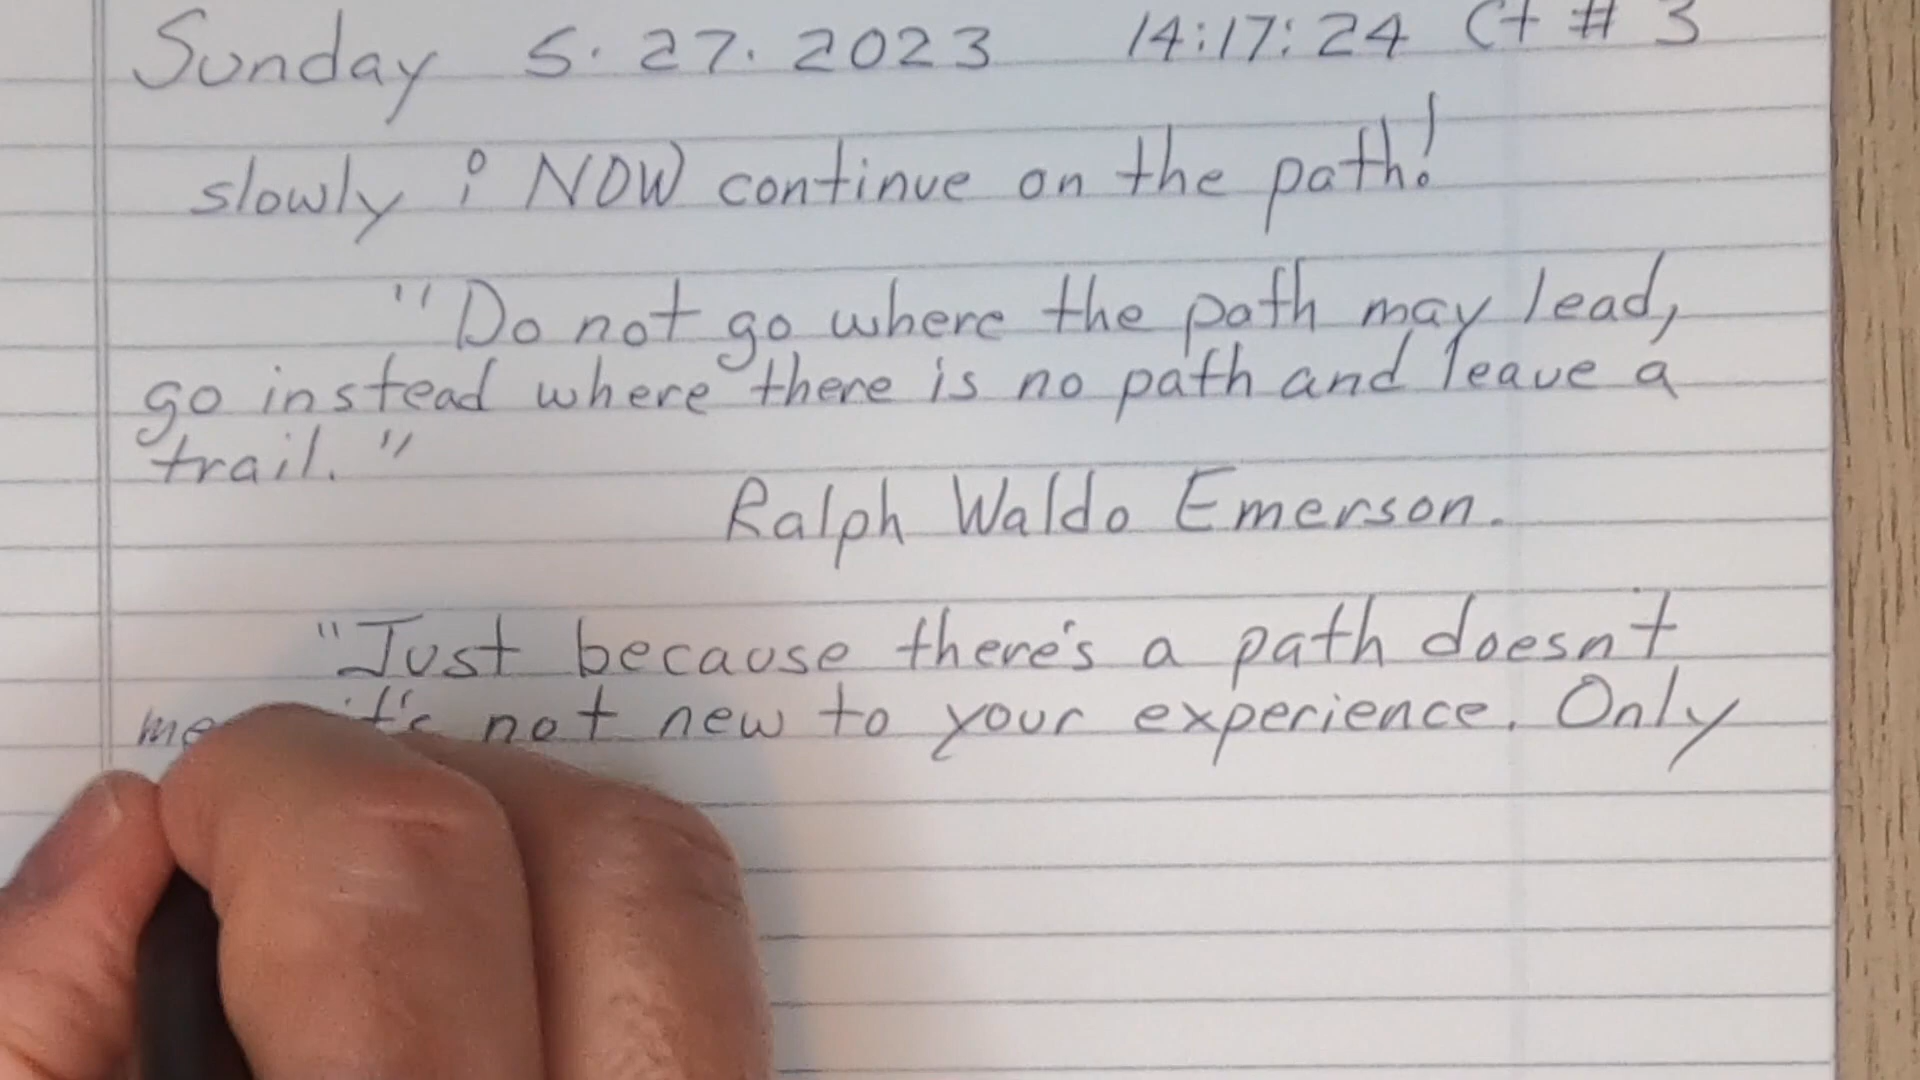 Sunday 5.27.2023 14:17:24 Ct # 3
slowly ; NOW continue on the path!
"Do not go where the path may lead,
go instead where there is no path and leave a
trail."
Ralph Waldo Emerson.
"Just because there's a path doesnt
it's not new to your experience. Only